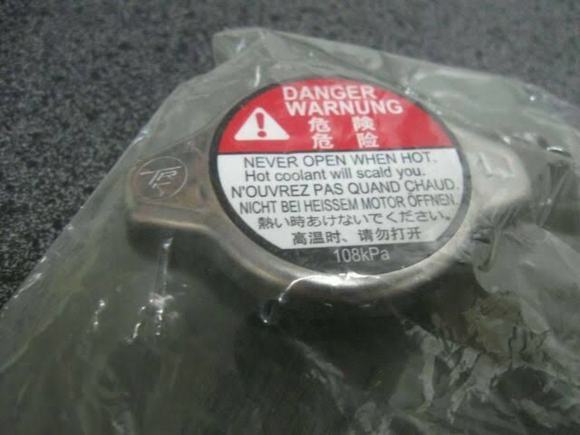 DANGER
WARNUNG
危 険
危 险
NEVER OPEN WHEN HOT.
Hot coolant will scald you.
N'OUVREZ PAS QUAND CHAUD.
NICHT BEI HEISSEM MOTOR ÖFFNEN.
熱い時あけないでください。
高温时、请勿打开
108kPa